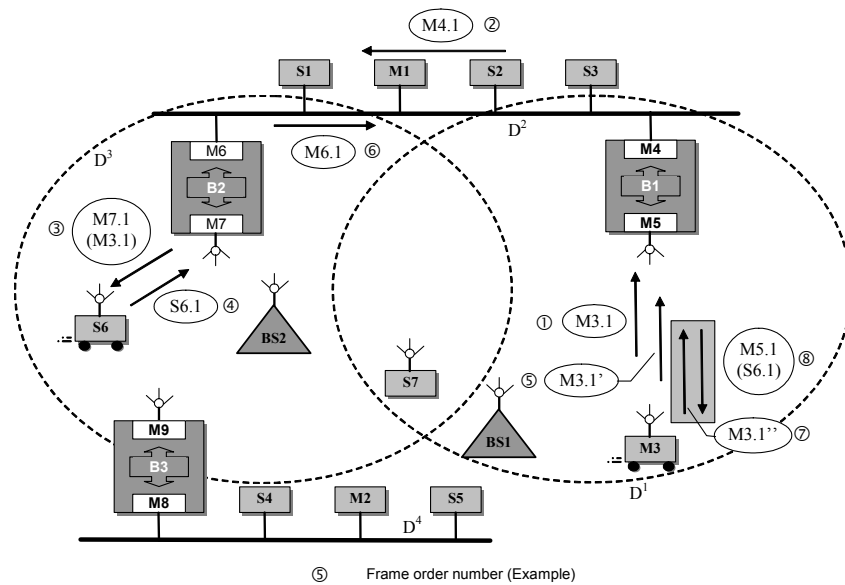 M4.1 ②
S1 M1 S2 S3
D³ D²
M6 M6.1 ⑥ M4
B2 B1
M7 M5
③ M7.1
(M3.1)
S6.1 ④
S6
BS2
① M3.1
M5.1
(S6.1) ⑧
S7
⑤ M3.1’
M9
BS1
M3
M3.1’’ ⑦
B3
M8 S4 M2 S5
D¹
D⁴
⑤ Frame order number (Example)